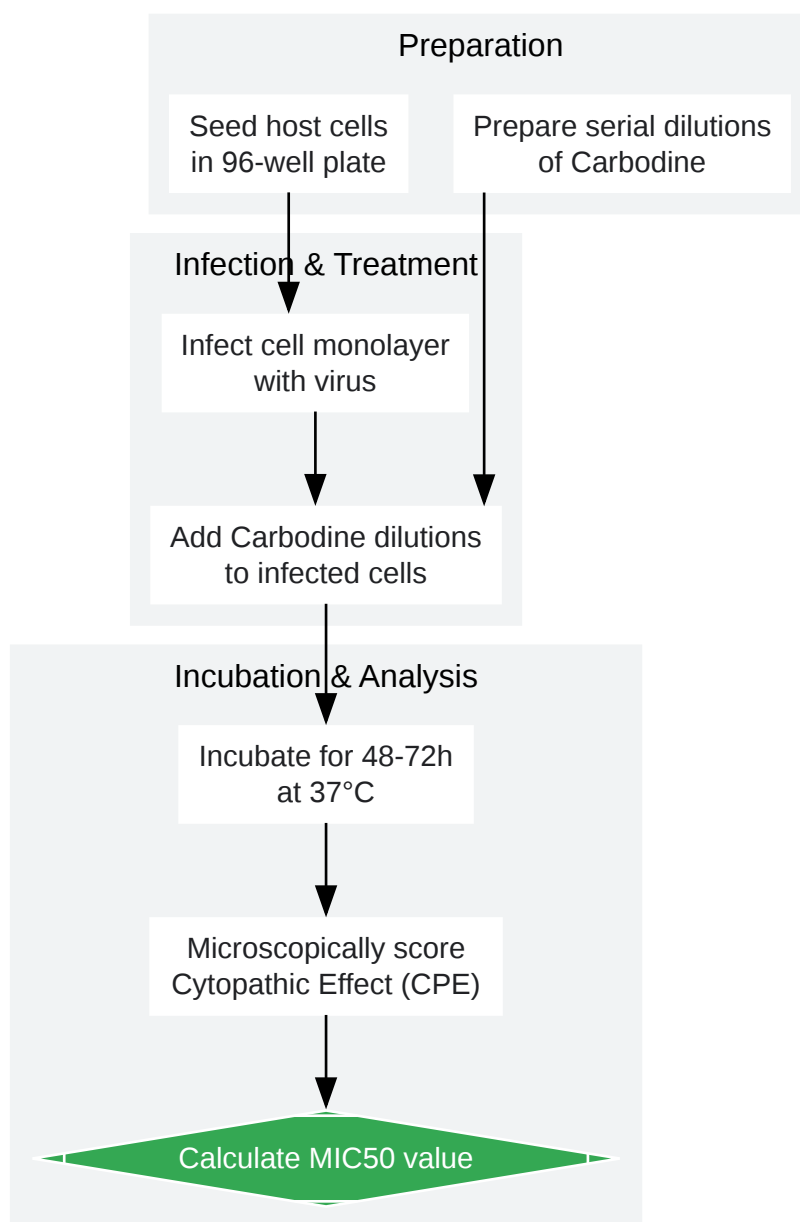 Preparation
Seed host cells
in 96-well plate
Prepare serial dilutions
of Carbodine
Infection & Treatment
Infect cell monolayer
with virus
Add Carbodine dilutions
to infected cells
Incubation & Analysis
Incubate for 48-72h
at 37°C
Microscopically score
Cytopathic Effect (CPE)
Calculate MIC50 value